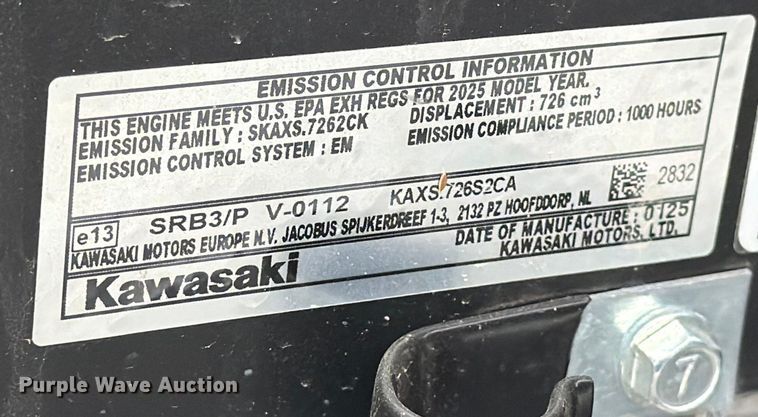 EMISSION CONTROL INFORMATION
THIS ENGINE MEETS U.S. EPA EXH REGS FOR 2025 MODEL YEAR.
EMISSION FAMILY : SKAXS.7262CK DISPLACEMENT : 726 cm³
EMISSION CONTROL SYSTEM : EM EMISSION COMPLIANCE PERIOD : 1000 HOURS
e13 SRB3/P V-0112 KAXS.726S2CA 2832
KAWASAKI MOTORS EUROPE N.V. JACOBUS SPIJKERDREEF 1-3, 2132 PZ HOOFDDORP, NL
DATE OF MANUFACTURE : 0125
Kawasaki KAWASAKI MOTORS, LTD.
7
Purple Wave Auction